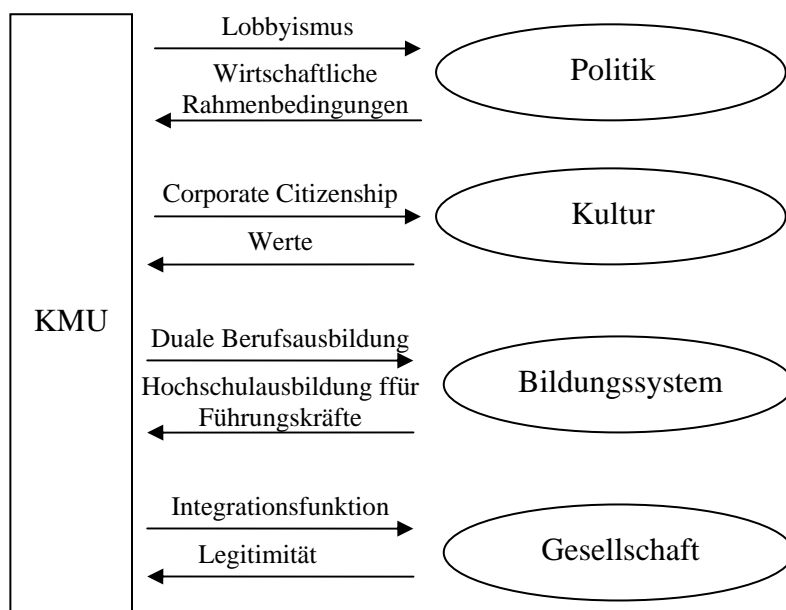 Lobbyismus
Wirtschaftliche
Rahmenbedingungen
Politik
Corporate Citizenship
Werte
Kultur
KMU
Duale Berufsausbildung
Hochschulausbildung ffür
Führungskräfte
Bildungssystem
Integrationsfunktion
Legitimität
Gesellschaft